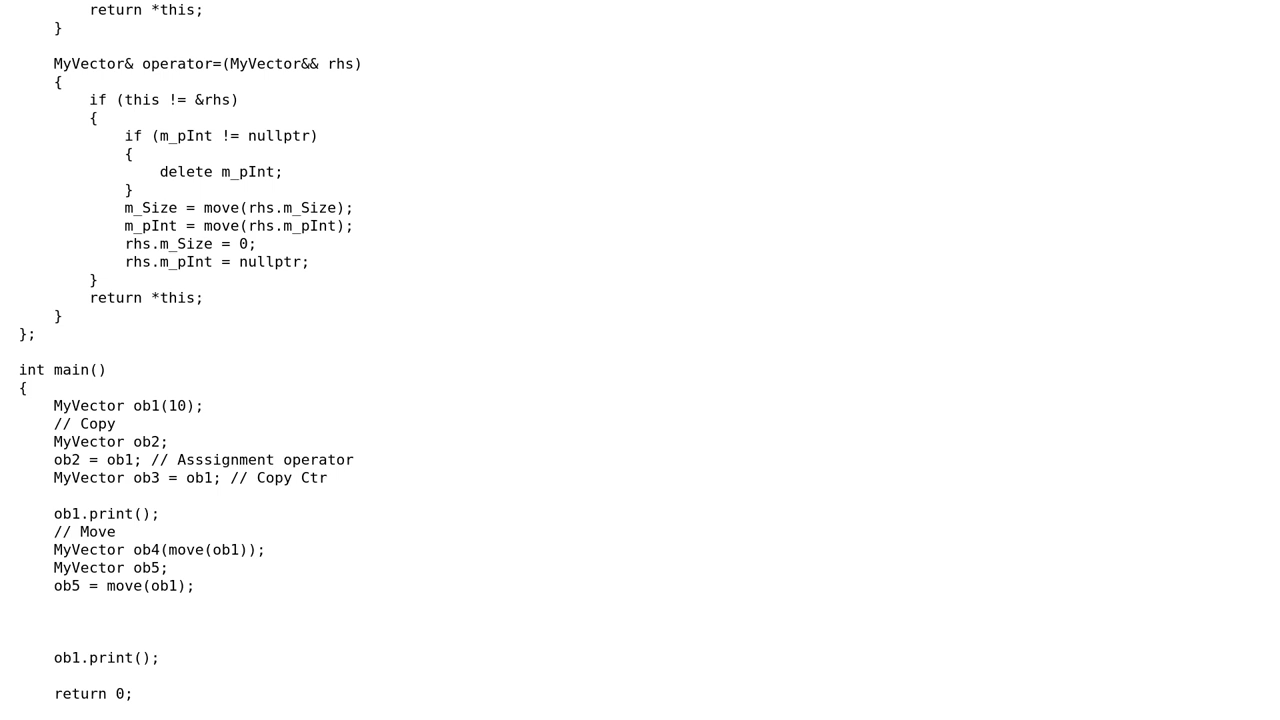 return *this;
    }

    MyVector& operator=(MyVector&& rhs)
    {
        if (this != &rhs)
        {
            if (m_pInt != nullptr)
            {
                delete m_pInt;
            }
            m_Size = move(rhs.m_Size);
            m_pInt = move(rhs.m_pInt);
            rhs.m_Size = 0;
            rhs.m_pInt = nullptr;
        }
        return *this;
    }
};

int main()
{
    MyVector ob1(10);
    // Copy
    MyVector ob2;
    ob2 = ob1; // Asssignment operator
    MyVector ob3 = ob1; // Copy Ctr

    ob1.print();
    // Move
    MyVector ob4(move(ob1));
    MyVector ob5;
    ob5 = move(ob1);

    ob1.print();

    return 0;